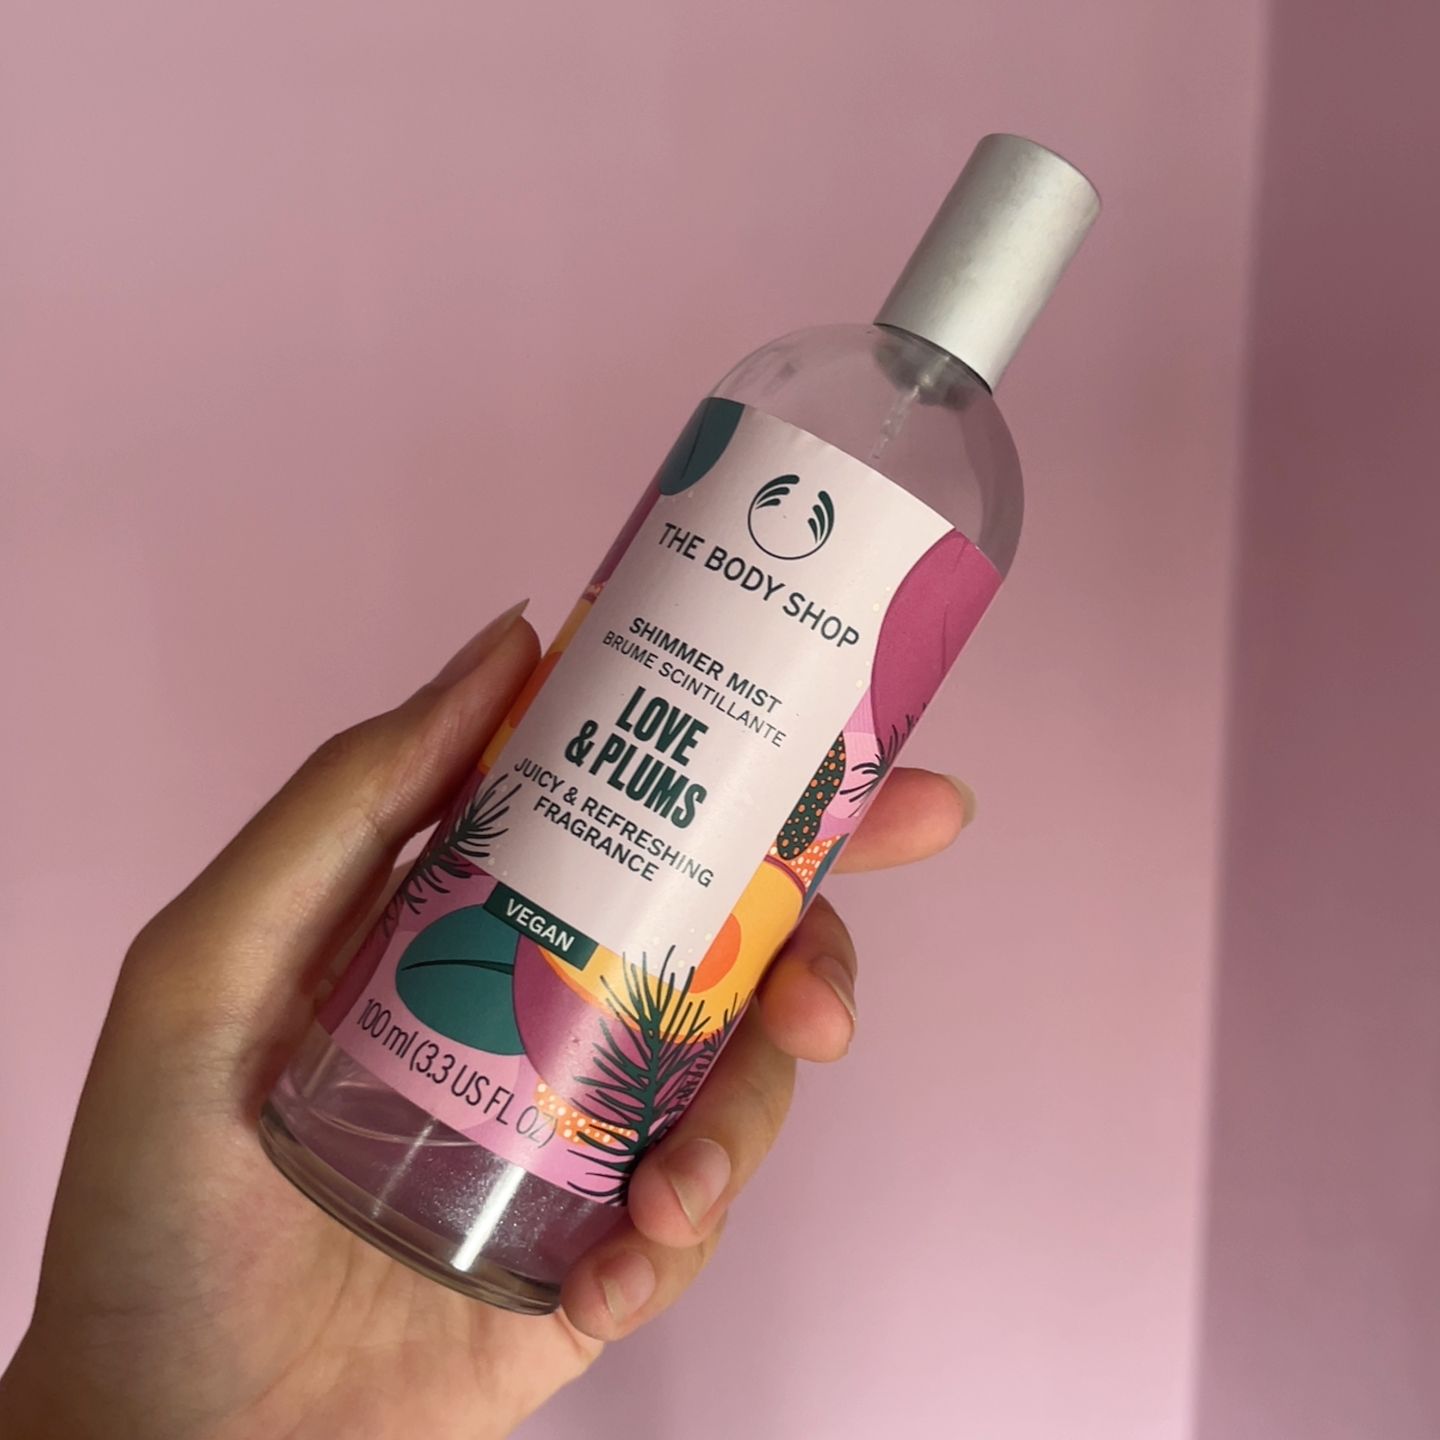 THE BODY SHOP
SHIMMER MIST
BRUME SCINTILLANTE
LOVE
& PLUMS
JUICY & REFRESHING
FRAGRANCE
VEGAN
100 ml (3.3 US FL OZ)